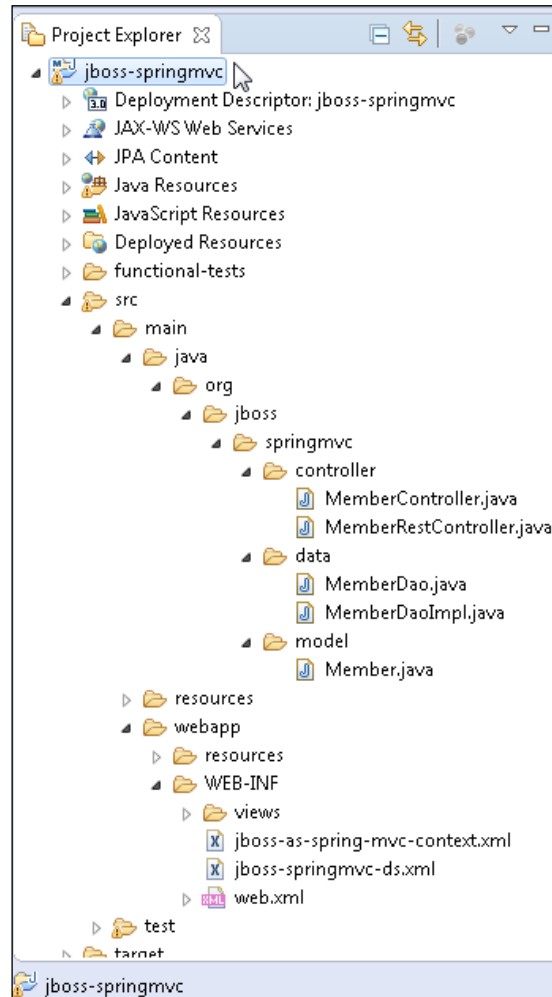 Project Explorer
jboss-springmvc
3.0 Deployment Descriptor: jboss-springmvc
JAX-WS Web Services
JPA Content
Java Resources
JavaScript Resources
Deployed Resources
functional-tests
src
main
java
org
jboss
springmvc
controller
MemberController.java
MemberRestController.java
data
MemberDao.java
MemberDaoImpl.java
model
Member.java
resources
webapp
resources
WEB-INF
views
jboss-as-spring-mvc-context.xml
jboss-springmvc-ds.xml
web.xml
test
target
jboss-springmvc